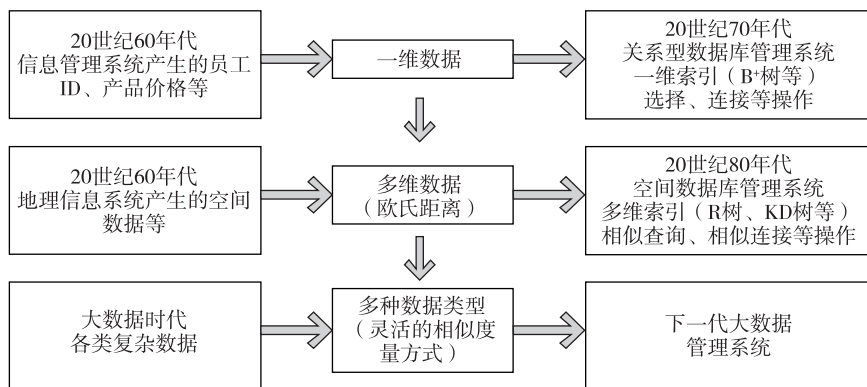 20世纪60年代
信息管理系统产生的员工
ID、产品价格等
一维数据
20世纪70年代
关系型数据库管理系统
一维索引（B⁺树等）
选择、连接等操作
20世纪60年代
地理信息系统产生的空间
数据等
多维数据
（欧氏距离）
20世纪80年代
空间数据库管理系统
多维索引（R树、KD树等）
相似查询、相似连接等操作
大数据时代
各类复杂数据
多种数据类型
（灵活的相似度
量方式）
下一代大数据
管理系统